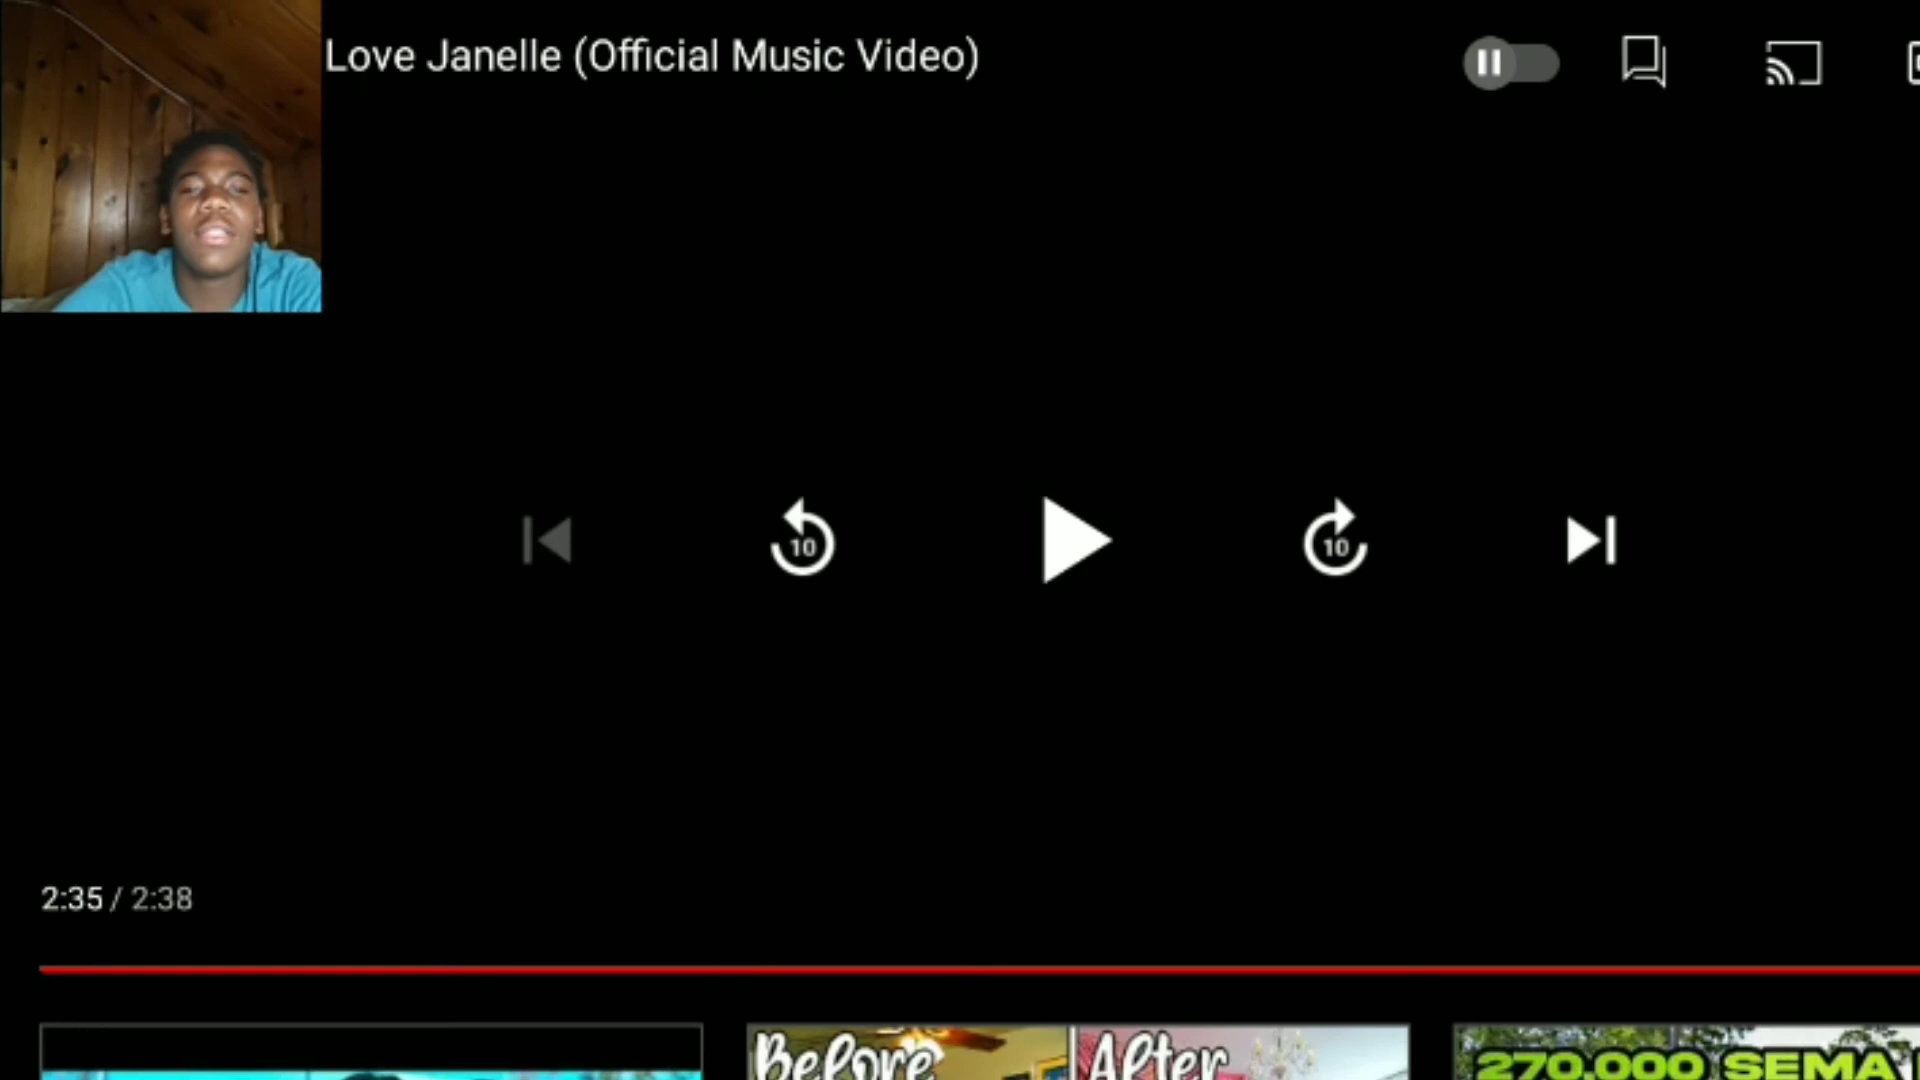 Love Janelle (Official Music Video)
10
10
2:35 / 2:38
Before
After
270.000 SEMA